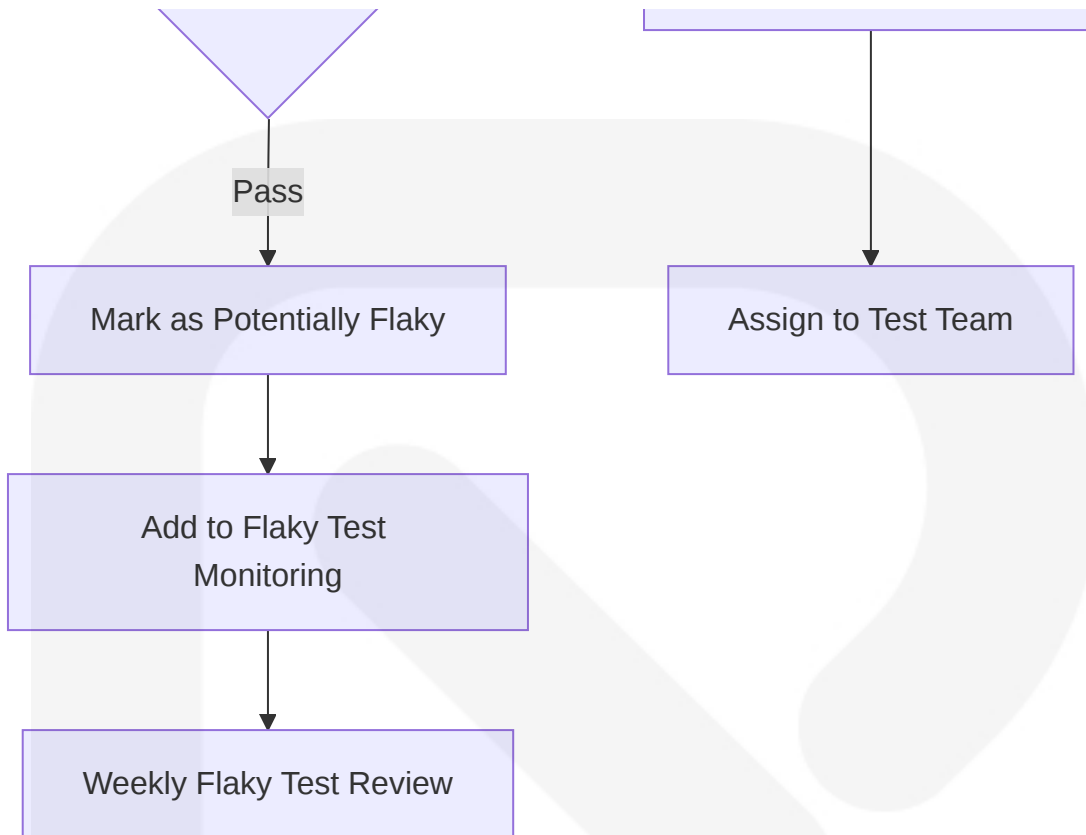 Pass
Mark as Potentially Flaky
Assign to Test Team
Add to Flaky Test
Monitoring
Weekly Flaky Test Review